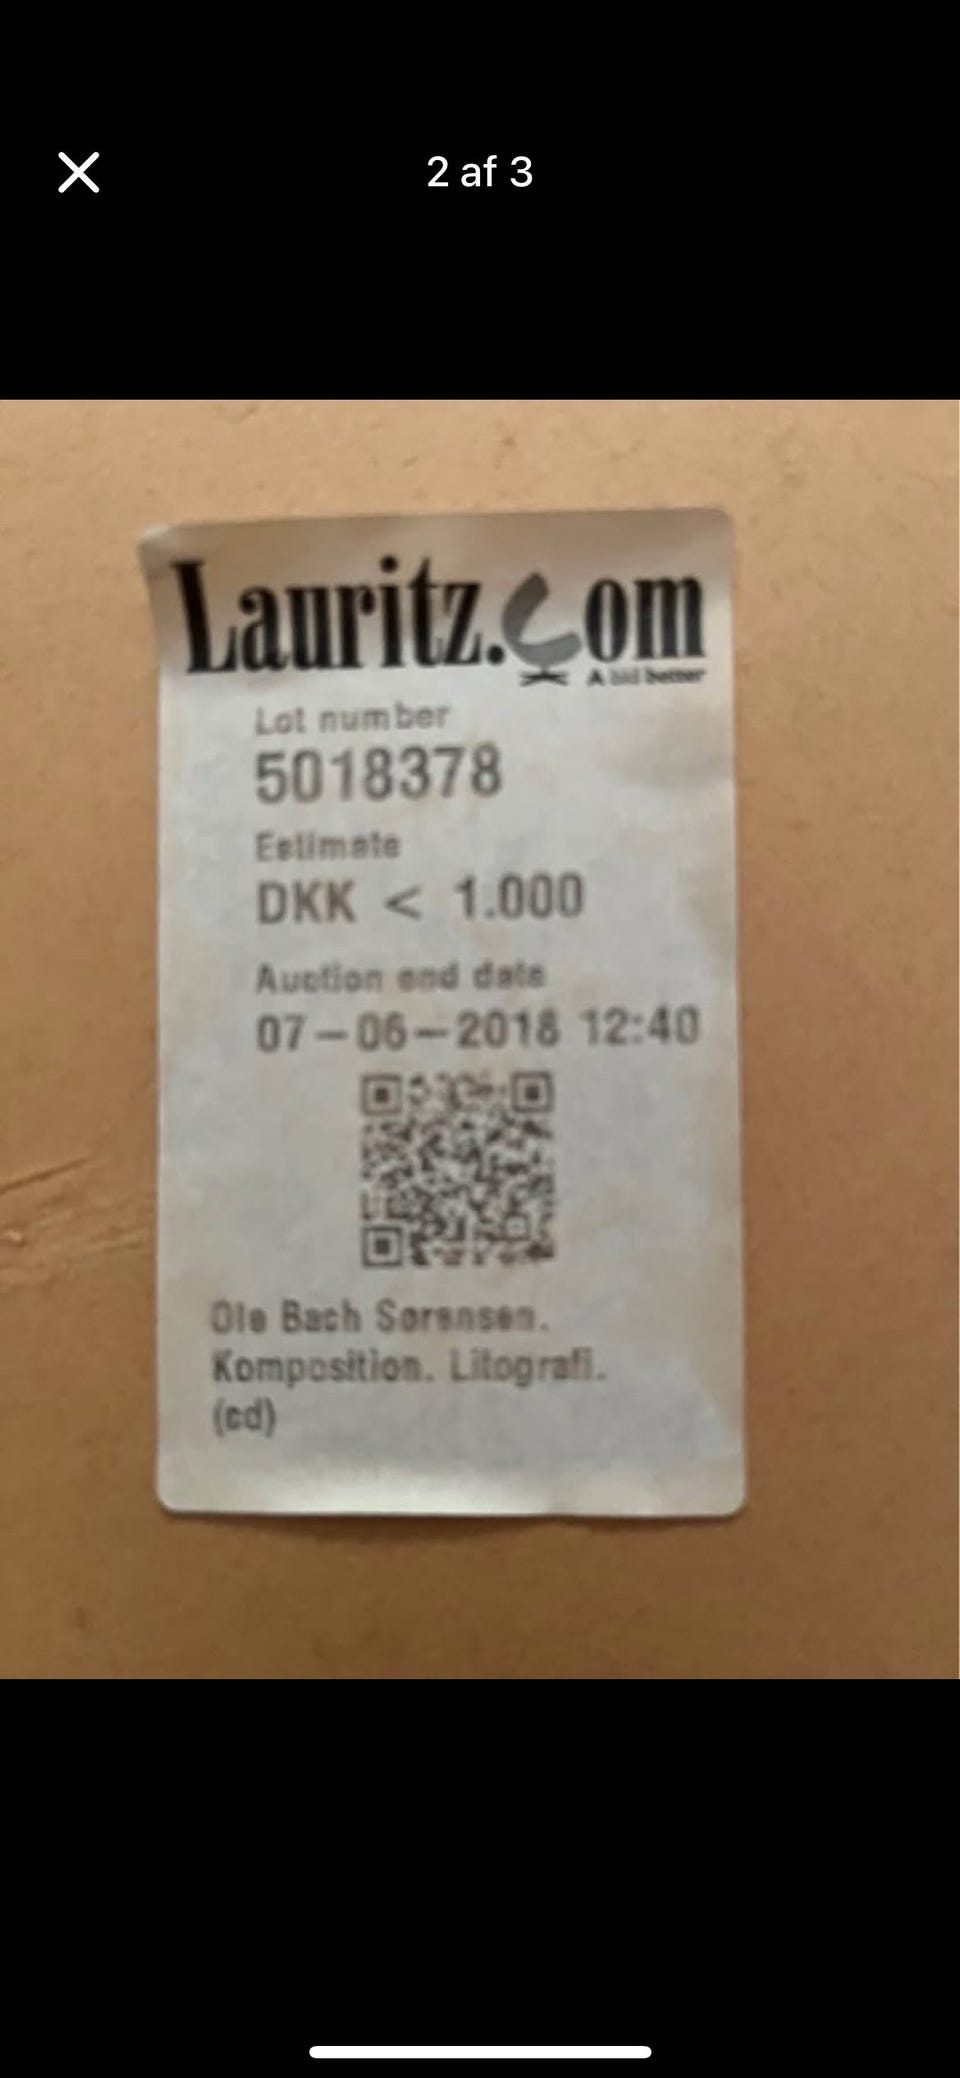 2 af 3
Lauritz.Com
A bid better
Lot number
5018378
Estimate
DKK < 1.000
Auction end date
07-06-2018 12:40
Ole Bach Sørensen.
Komposition. Litografi.
(cd)